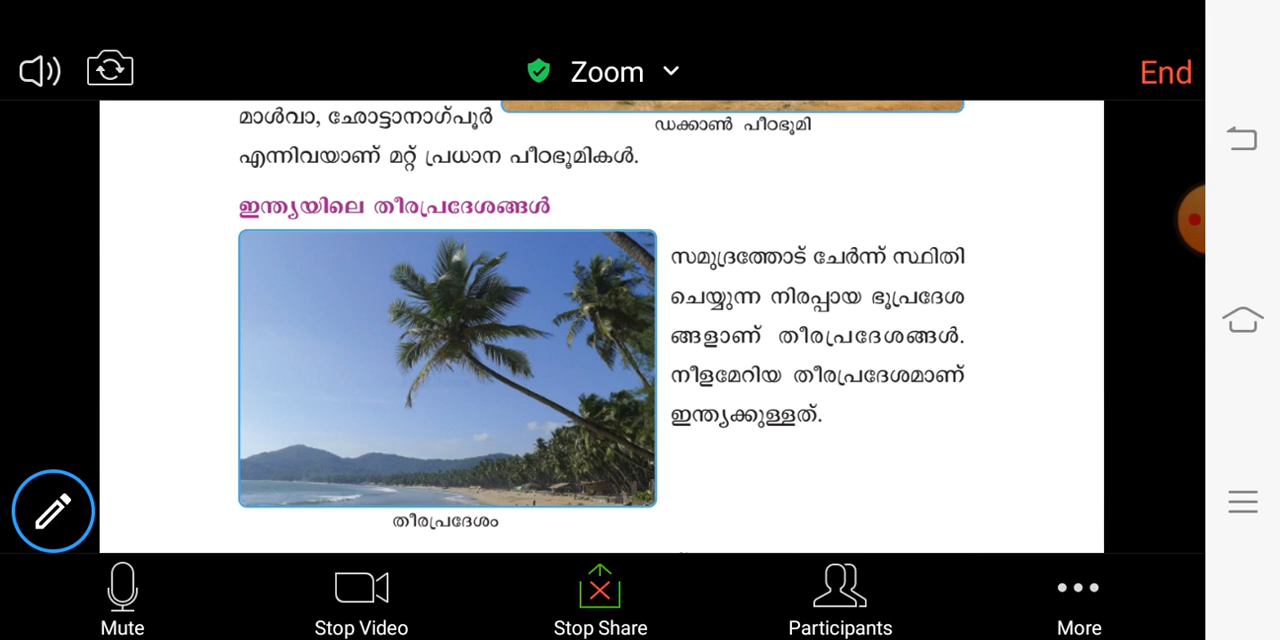 Zoom
End
മാൾവാ, ഛോട്ടാനാഗ്പൂർ
ഡക്കാൺ പീഠഭൂമി
എന്നിവയാണ് മറ്റ് പ്രധാന പീഠഭൂമികൾ.
ഇന്ത്യയിലെ തീരപ്രദേശങ്ങൾ
സമുദ്രത്തോട് ചേർന്ന് സ്ഥിതി
ചെയ്യുന്ന നിരപ്പായ ഭൂപ്രദേശ
ങ്ങളാണ് തീരപ്രദേശങ്ങൾ.
നീളമേറിയ തീരപ്രദേശമാണ്
ഇന്ത്യക്കുള്ളത്.
തീരപ്രദേശം
Mute
Stop Video
Stop Share
Participants
More